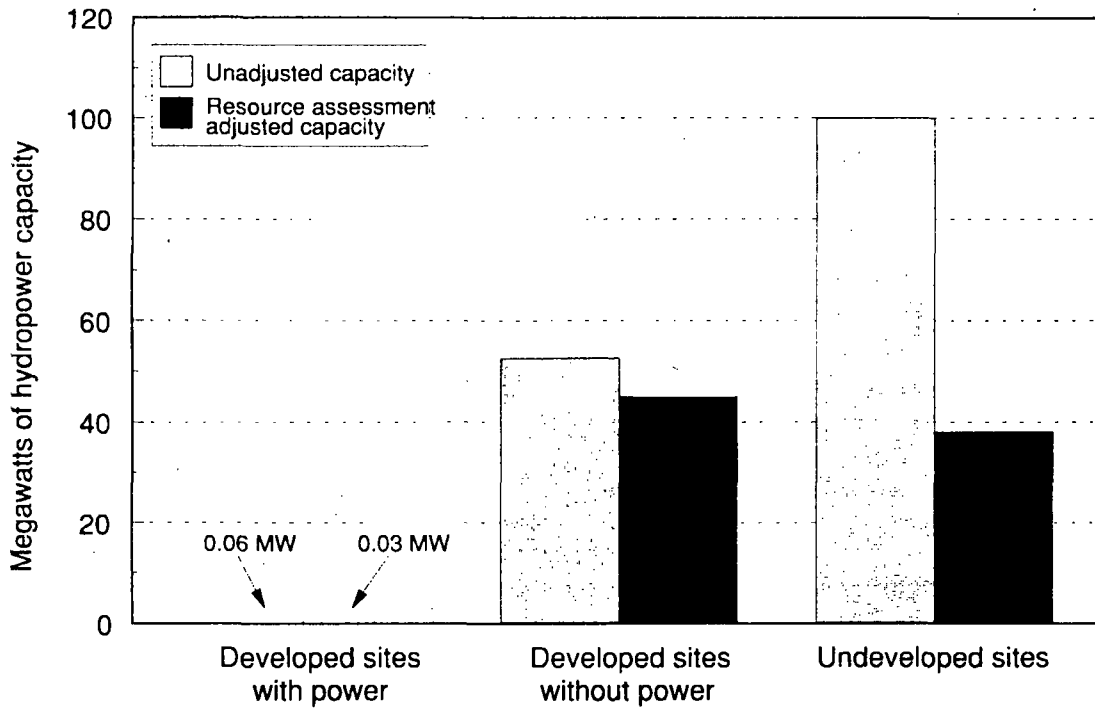 Megawatts of hydropower capacity
120
100
80
60
40
20
0
Unadjusted capacity
Resource assessment
adjusted capacity
0.06 MW
0.03 MW
Developed sites
with power
Developed sites
without power
Undeveloped sites